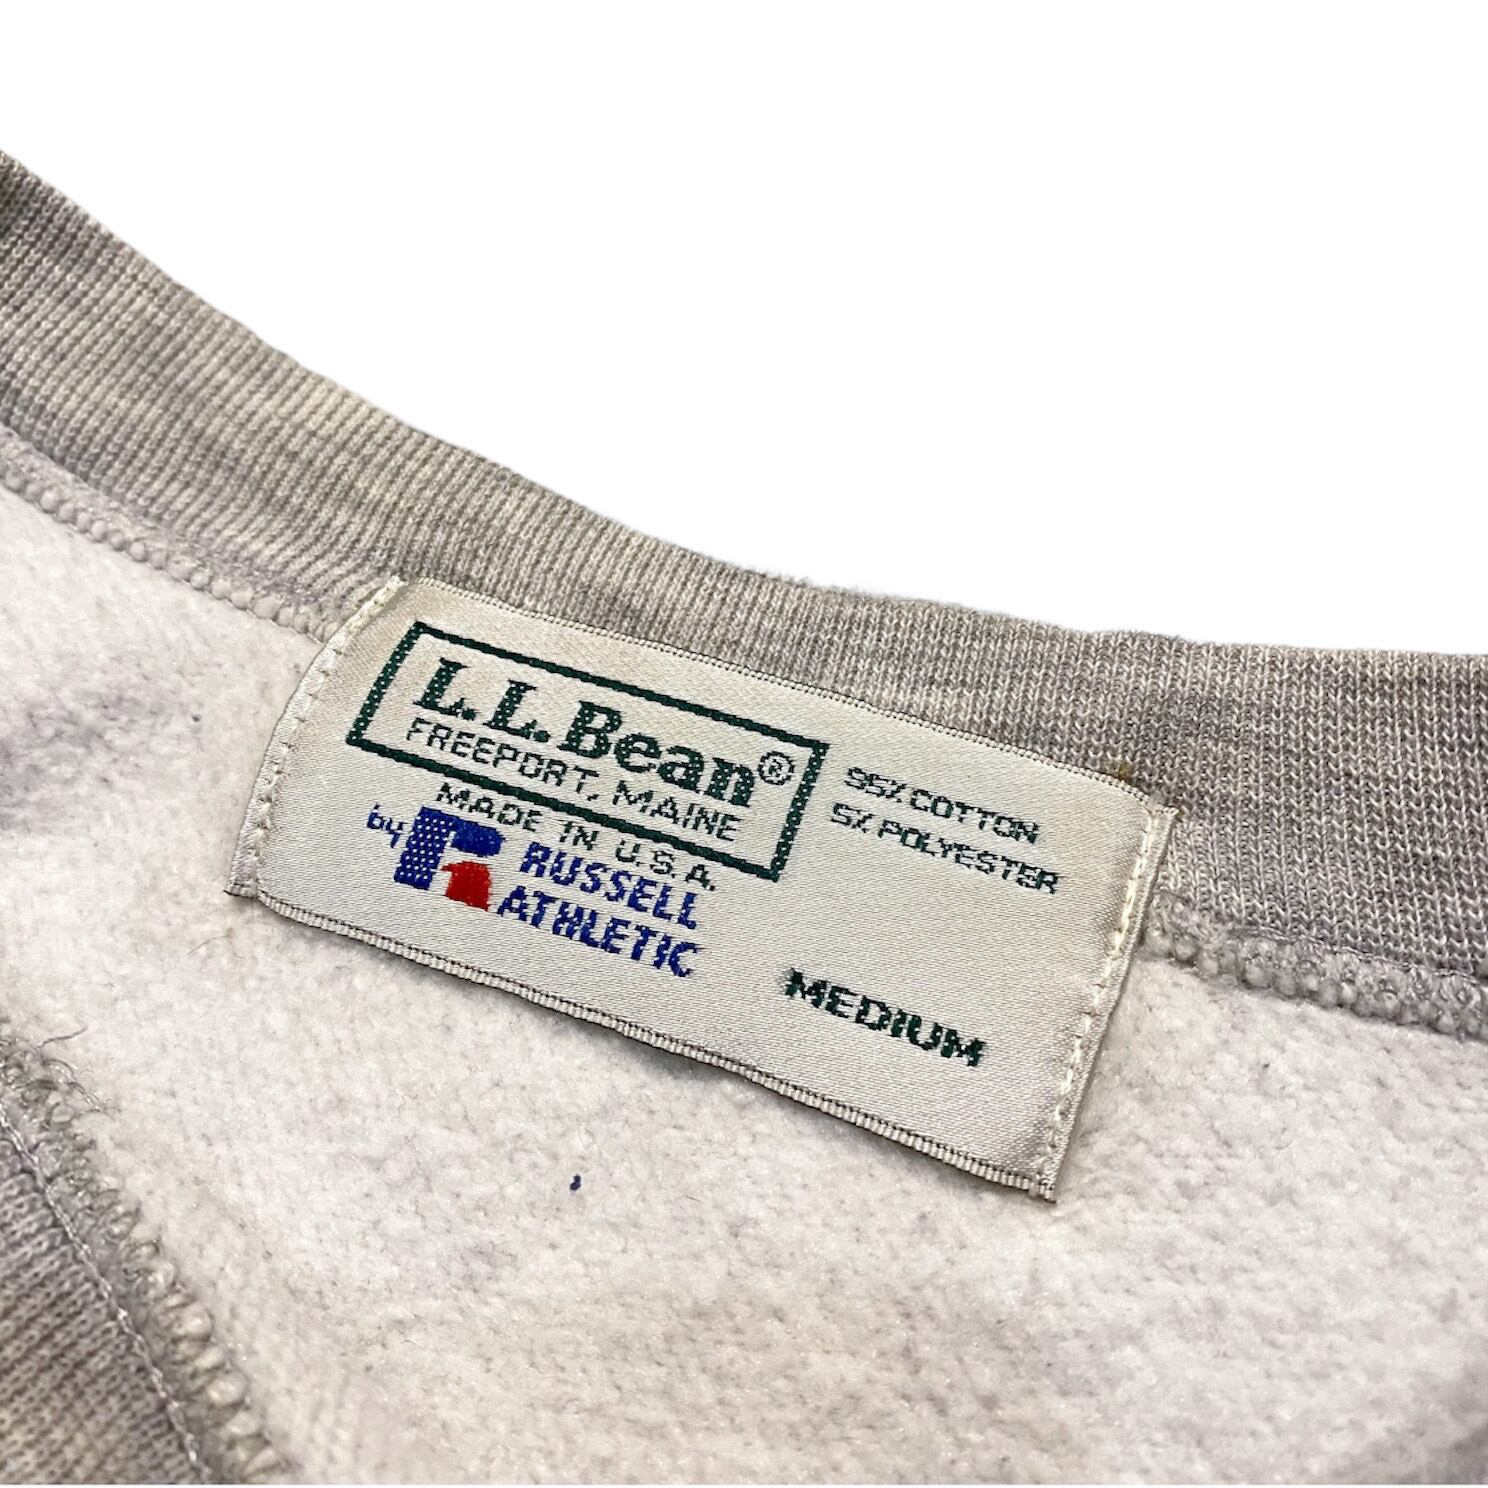 L.L.Bean®
FREEPORT, MAINE
MADE IN U.S.A.
by RUSSELL
ATHLETIC
95% COTTON
5% POLYESTER
MEDIUM